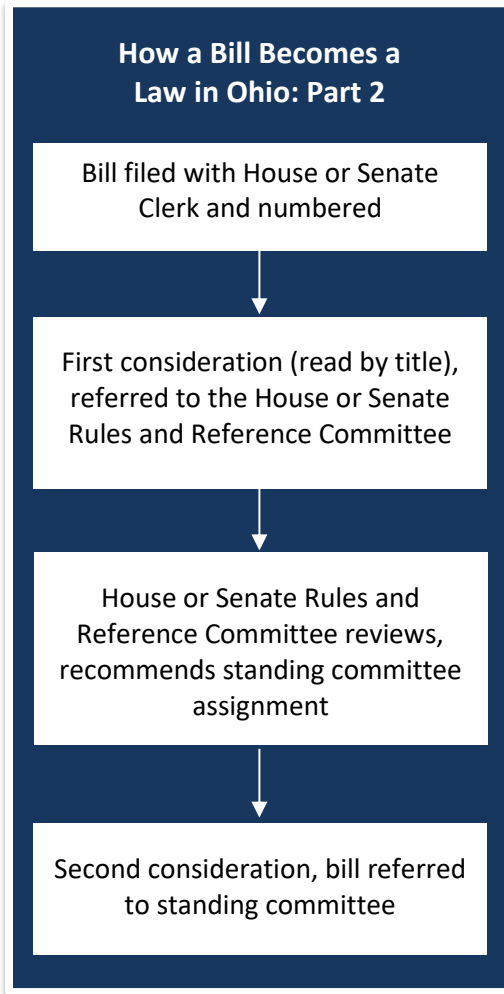 How a Bill Becomes a
Law in Ohio: Part 2
Bill filed with House or Senate
Clerk and numbered
First consideration (read by title),
referred to the House or Senate
Rules and Reference Committee
House or Senate Rules and
Reference Committee reviews,
recommends standing committee
assignment
Second consideration, bill referred
to standing committee